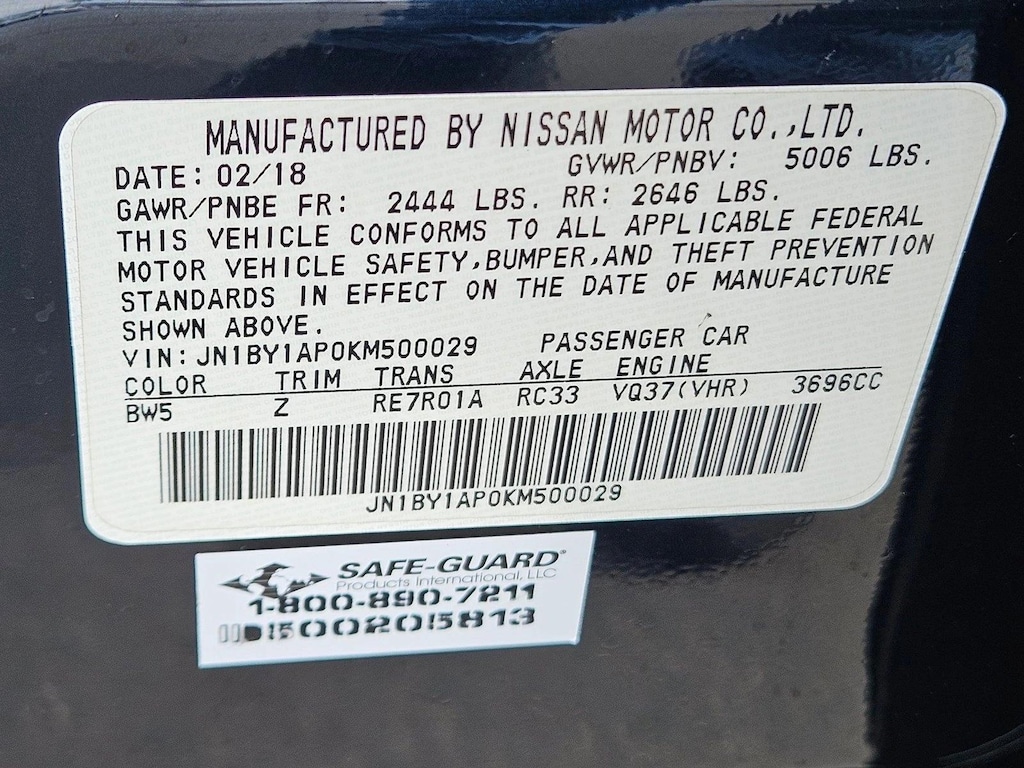 MANUFACTURED BY NISSAN MOTOR CO.,LTD.
DATE: 02/18 GVWR/PNBV: 5006 LBS.
GAWR/PNBE FR: 2444 LBS. RR: 2646 LBS.
THIS VEHICLE CONFORMS TO ALL APPLICABLE FEDERAL
MOTOR VEHICLE SAFETY,BUMPER,AND THEFT PREVENTION
STANDARDS IN EFFECT ON THE DATE OF MANUFACTURE
SHOWN ABOVE.
VIN: JN1BY1AP0KM500029 PASSENGER CAR
COLOR TRIM TRANS AXLE ENGINE
BW5 Z RE7R01A RC33 VQ37(VHR) 3696CC
JN1BY1AP0KM500029
SAFE-GUARD®
Products International, LLC
1-800-890-7211